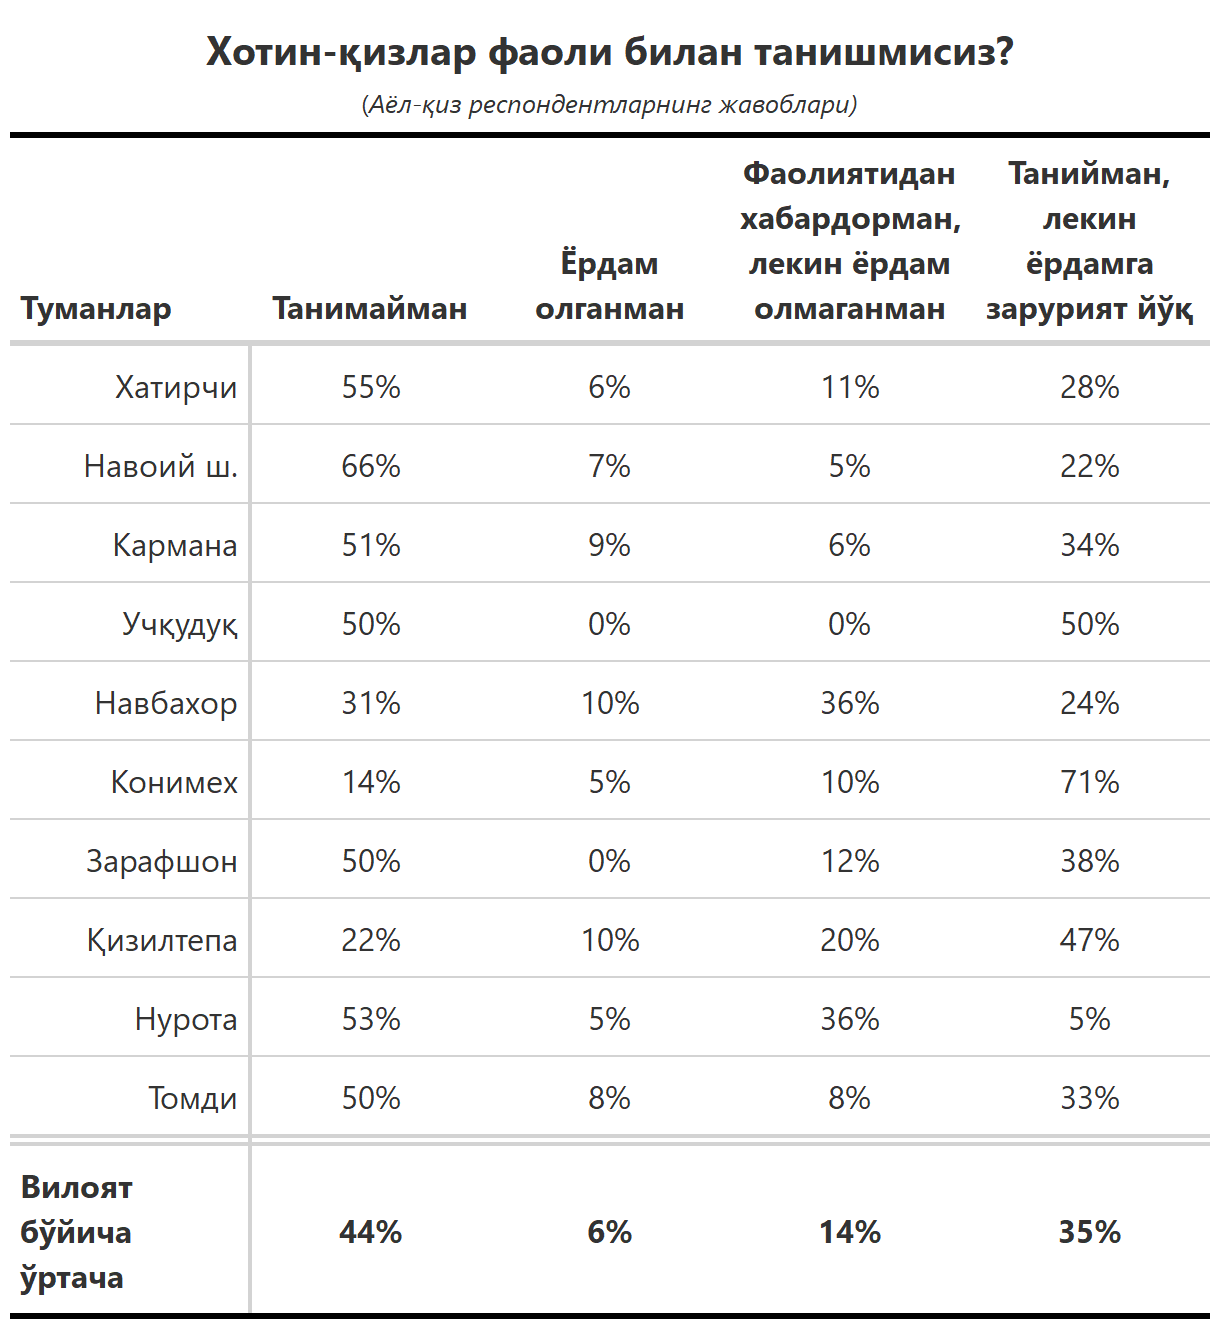 Хотин-қизлар фаоли билан танишмисиз?
(Аёл-қиз респондентларнинг жавоблари)
Туманлар Танимайман Ёрдам олганман Фаолиятидан хабардорман, лекин ёрдам олмаганман Танийман, лекин ёрдамга зарурият йўқ
Хатирчи 55% 6% 11% 28%
Навоий ш. 66% 7% 5% 22%
Кармана 51% 9% 6% 34%
Учқудуқ 50% 0% 0% 50%
Навбахор 31% 10% 36% 24%
Конимех 14% 5% 10% 71%
Зарафшон 50% 0% 12% 38%
Қизилтепа 22% 10% 20% 47%
Нурота 53% 5% 36% 5%
Томди 50% 8% 8% 33%
Вилоят бўйича ўртача 44% 6% 14% 35%